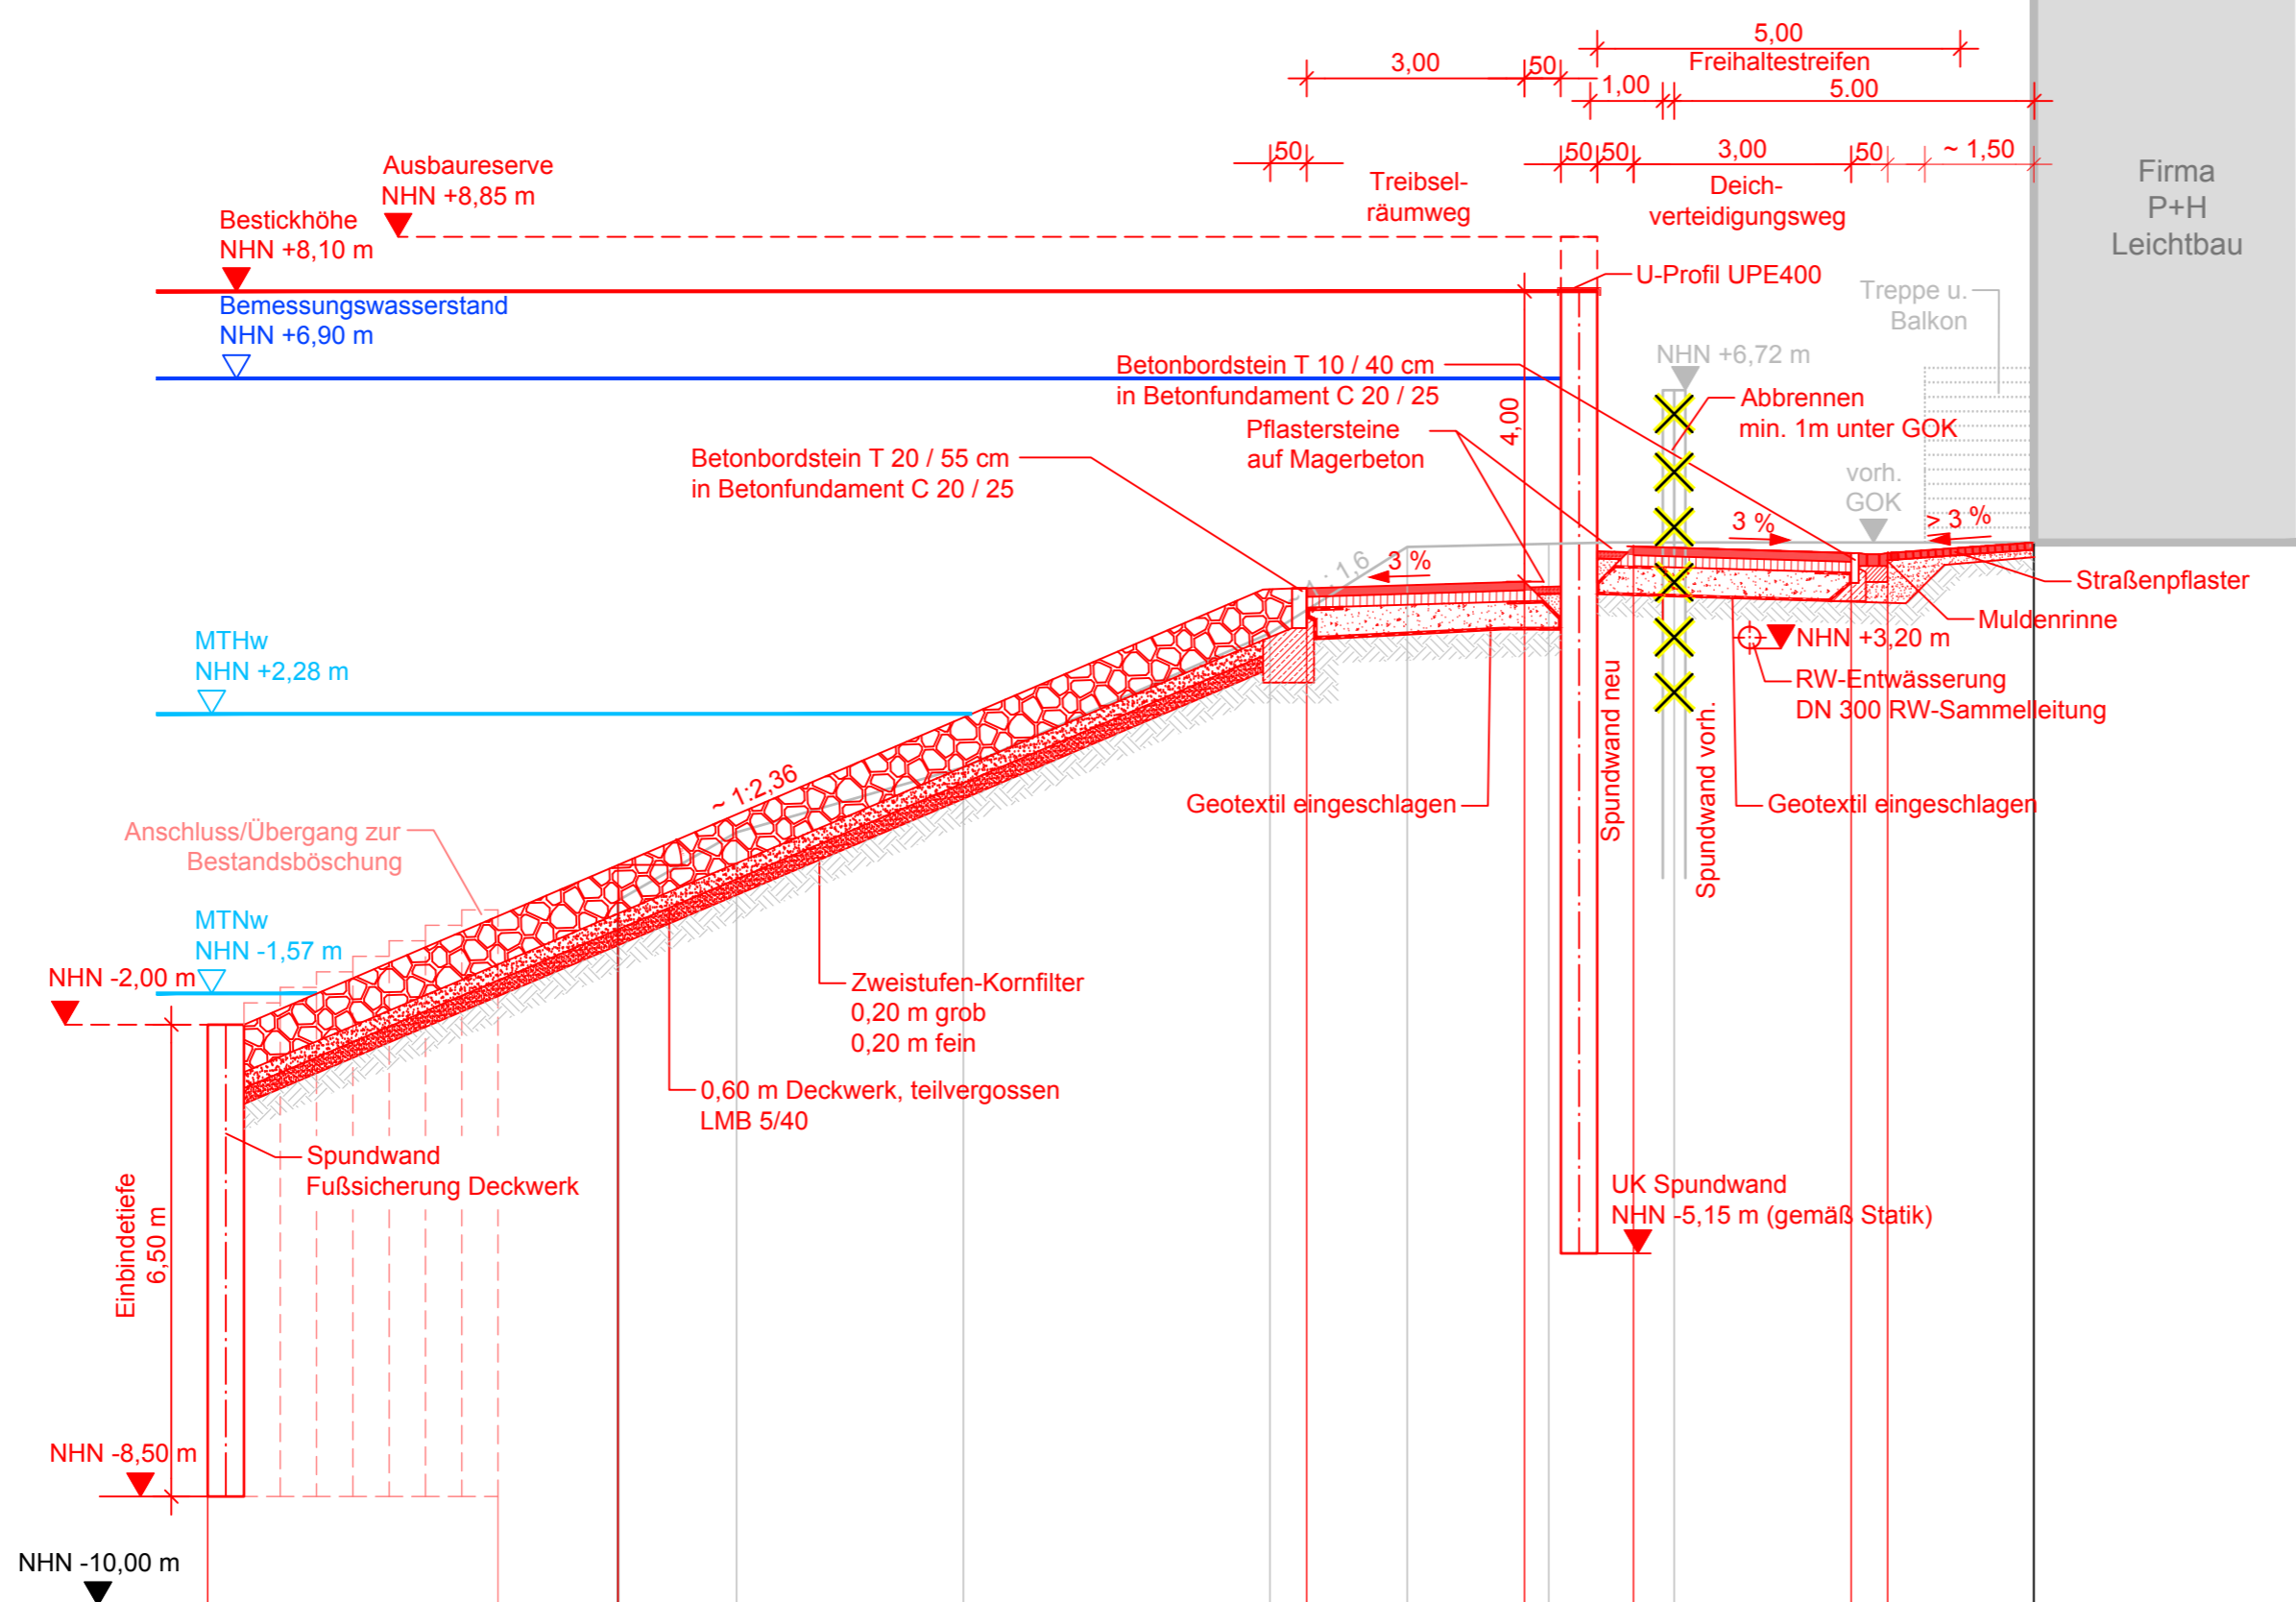 5,00
Freihaltestreifen
3,00
50
1,00
5.00
50
50
50
3,00
50
~ 1,50
Treibsel-
räumweg
Deich-
verteidigungsweg
Firma
P+H
Leichtbau
Ausbaureserve
NHN +8,85 m
Bestickhöhe
NHN +8,10 m
Bemessungswasserstand
NHN +6,90 m
U-Profil UPE400
Treppe u.
Balkon
NHN +6,72 m
Betonbordstein T 10 / 40 cm
in Betonfundament C 20 / 25
Abbrennen
min. 1m unter GOK
Pflastersteine
auf Magerbeton
4,00
Betonbordstein T 20 / 55 cm
in Betonfundament C 20 / 25
vorh.
GOK
3 %
> 3 %
1 : 1,6
3 %
Straßenpflaster
Muldenrinne
NHN +3,20 m
RW-Entwässerung
DN 300 RW-Sammelleitung
MTHw
NHN +2,28 m
Spundwand neu
Spundwand vorh.
~ 1:2,36
Geotextil eingeschlagen
Geotextil eingeschlagen
Anschluss/Übergang zur
Bestandsböschung
MTNw
NHN -1,57 m
NHN -2,00 m
Zweistufen-Kornfilter
0,20 m grob
0,20 m fein
0,60 m Deckwerk, teilvergossen
LMB 5/40
Spundwand
Fußsicherung Deckwerk
Einbindetiefe
6,50 m
UK Spundwand
NHN -5,15 m (gemäß Statik)
NHN -8,50 m
NHN -10,00 m